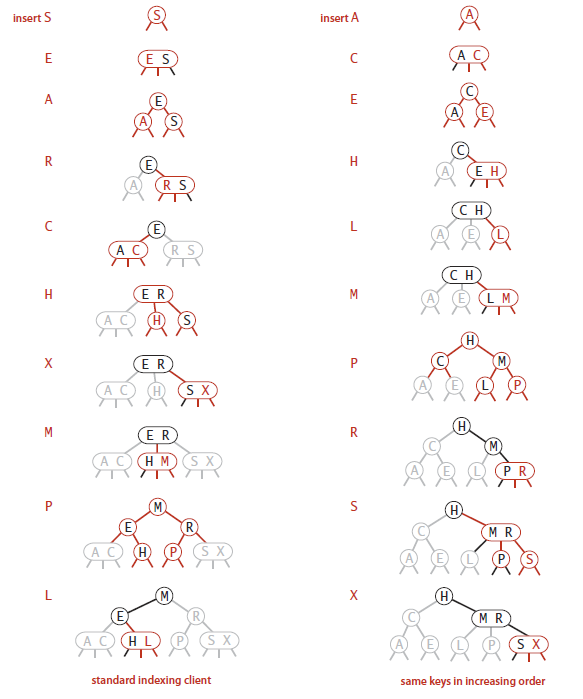 insert S S
E E S
A E
A S
R E
A R S
C E
A C R S
H E R
A C H S
X E R
A C H S X
M E R
A C H M S X
P M
E R
A C H P S X
L M
E R
A C H L P S X
standard indexing client
insert A A
C A C
E C
A E
H C
A E H
L C H
A E L
M C H
A E L M
P H
C M
A E L P
R H
C M
A E L P R
S H
C M R
A E L P S
X H
C M R
A E L P S X
same keys in increasing order